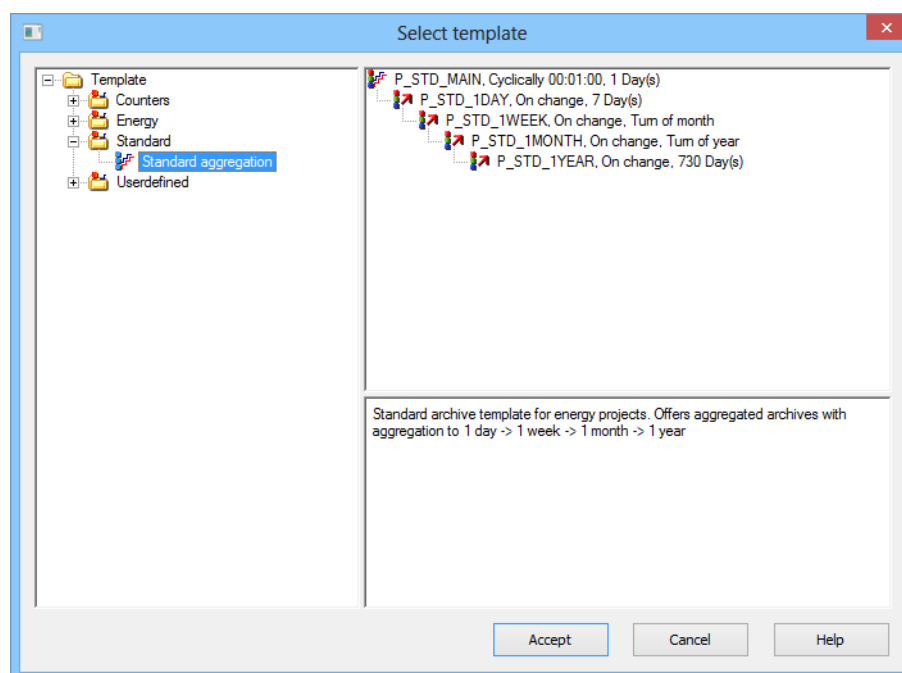 Select template
Template
Counters
Energy
Standard
Standard aggregation
Userdefined
P_STD_MAIN, Cyclically 00:01:00, 1 Day(s)
P_STD_1DAY, On change, 7 Day(s)
P_STD_1WEEK, On change, Turn of month
P_STD_1MONTH, On change, Turn of year
P_STD_1YEAR, On change, 730 Day(s)
Standard archive template for energy projects. Offers aggregated archives with
aggregation to 1 day -> 1 week -> 1 month -> 1 year
Accept
Cancel
Help